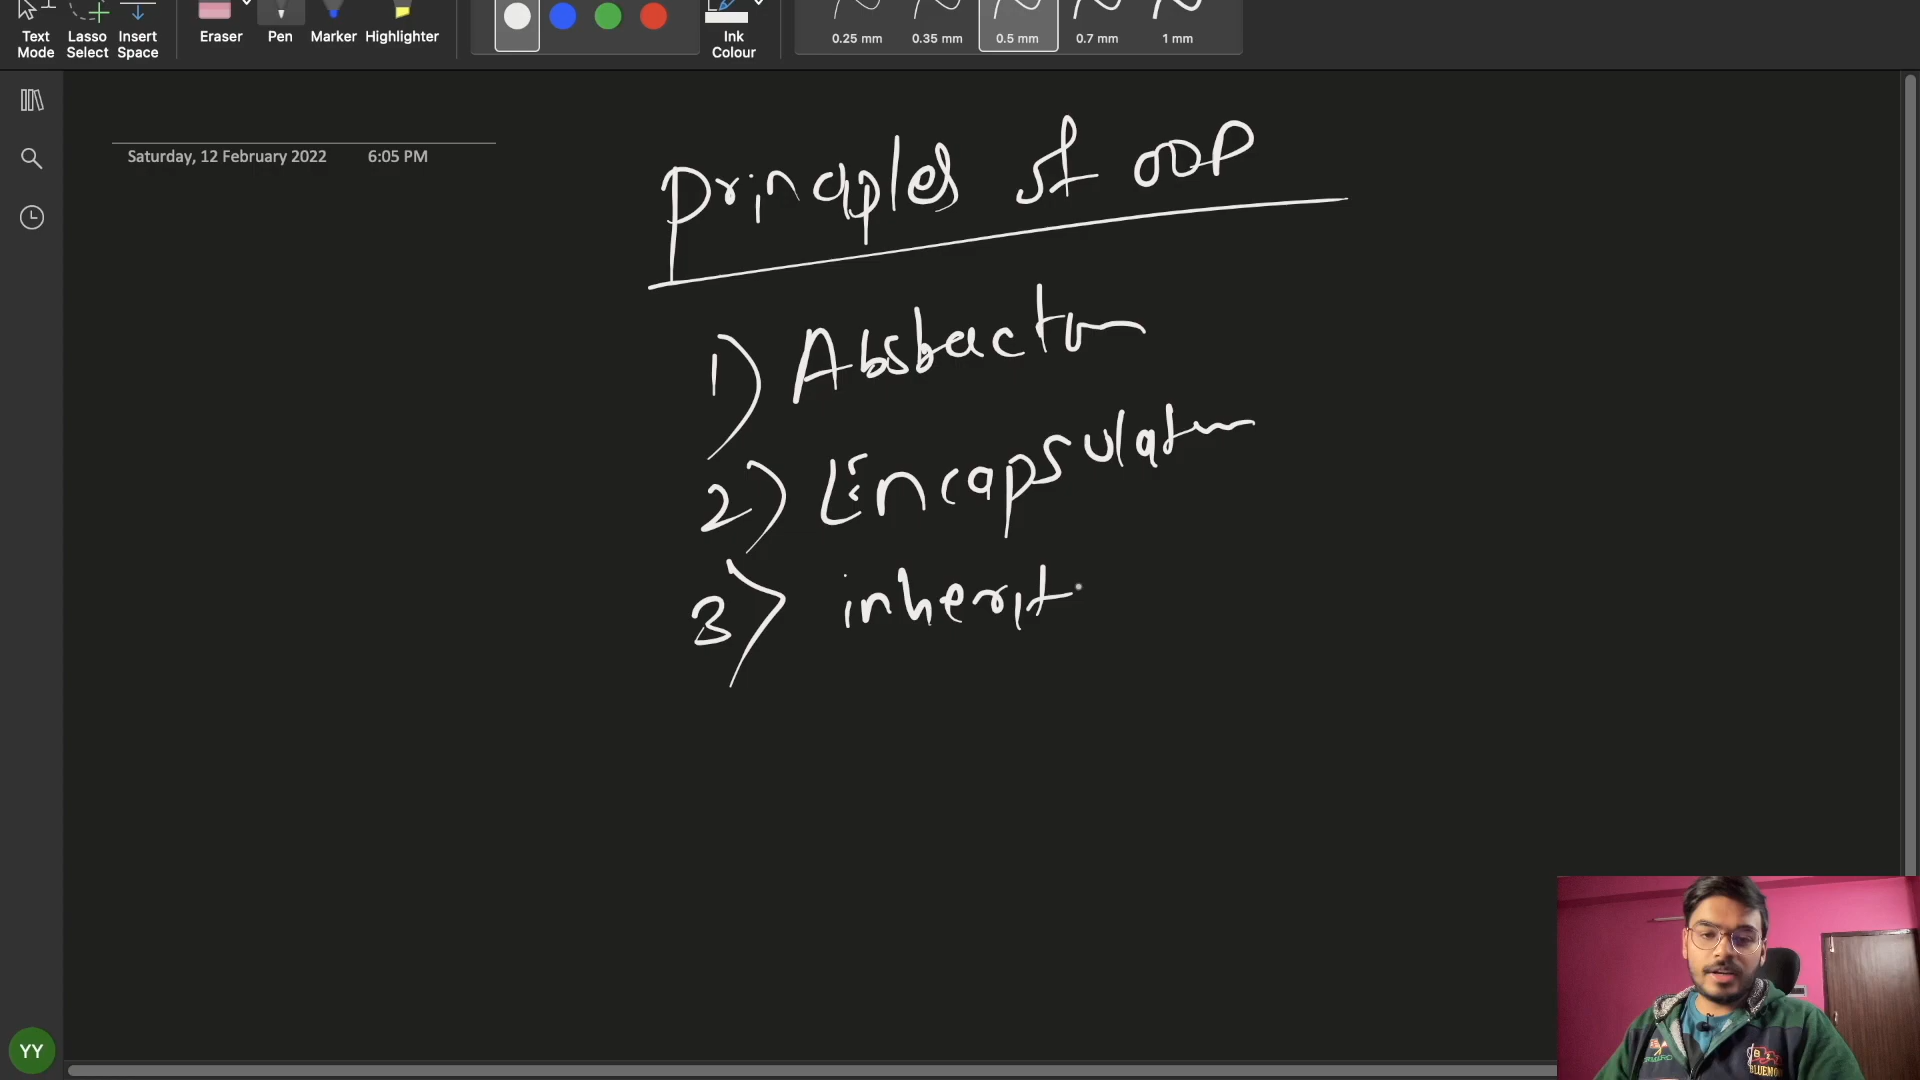 Text Mode
Lasso Select
Insert Space
Eraser
Pen
Marker
Highlighter
Ink Colour
0.25 mm
0.35 mm
0.5 mm
0.7 mm
1 mm
Saturday, 12 February 2022 6:05 PM
principles of OOP
1) Abstraction
2) Encapsulation
3) inherit
YY